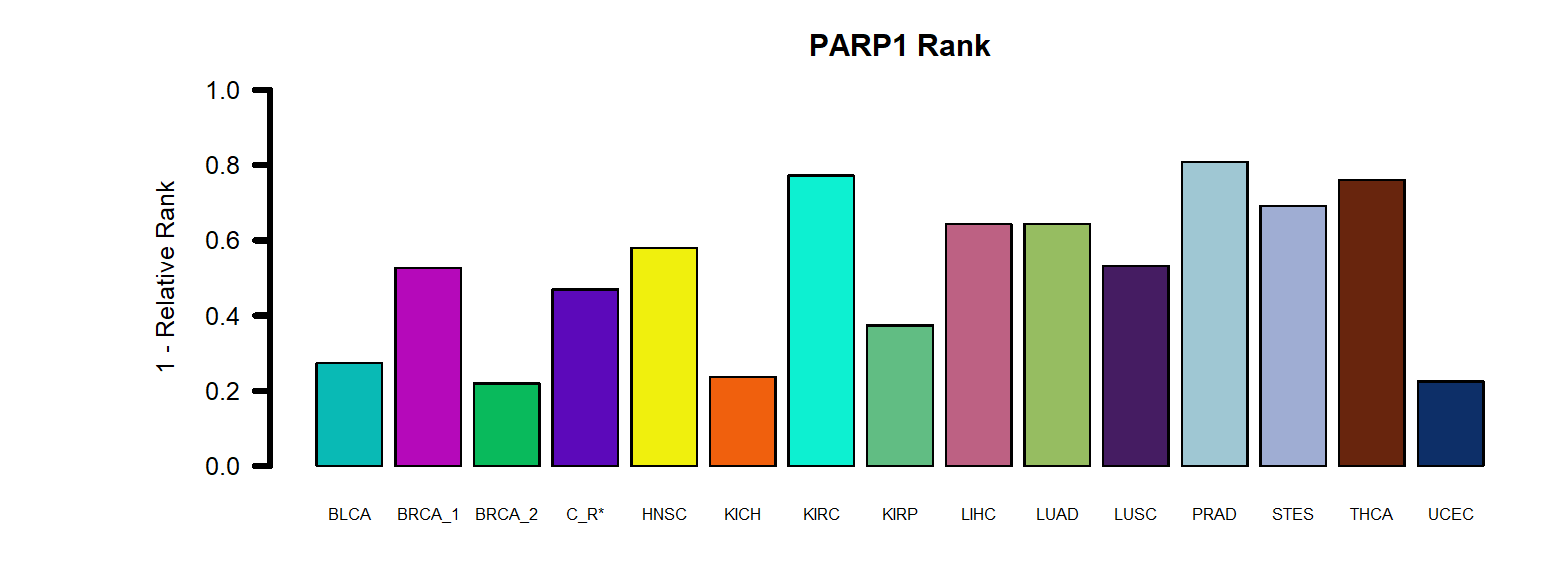 PARP1 Rank
1 - Relative Rank
1.0
0.8
0.6
0.4
0.2
0.0
BLCA BRCA_1 BRCA_2 C_R* HNSC KICH KIRC KIRP LIHC LUAD LUSC PRAD STES THCA UCEC